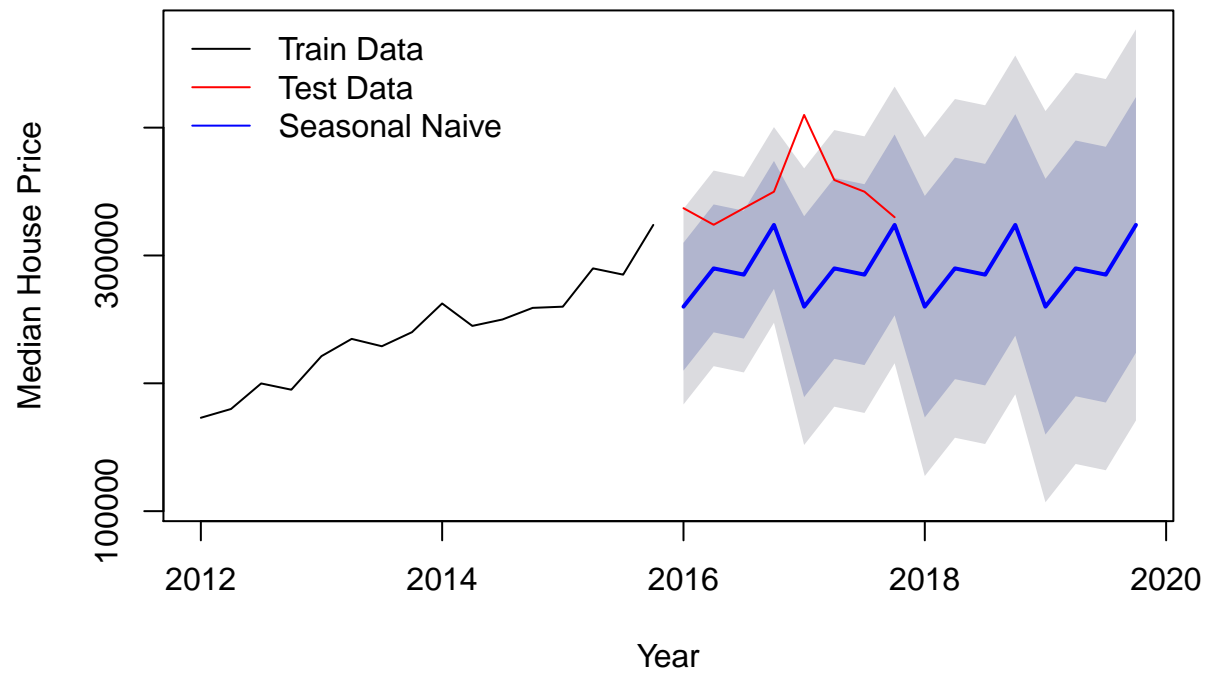 Train Data
Test Data
Seasonal Naive
Median House Price
300000
100000
2012 2014 2016 2018 2020
Year